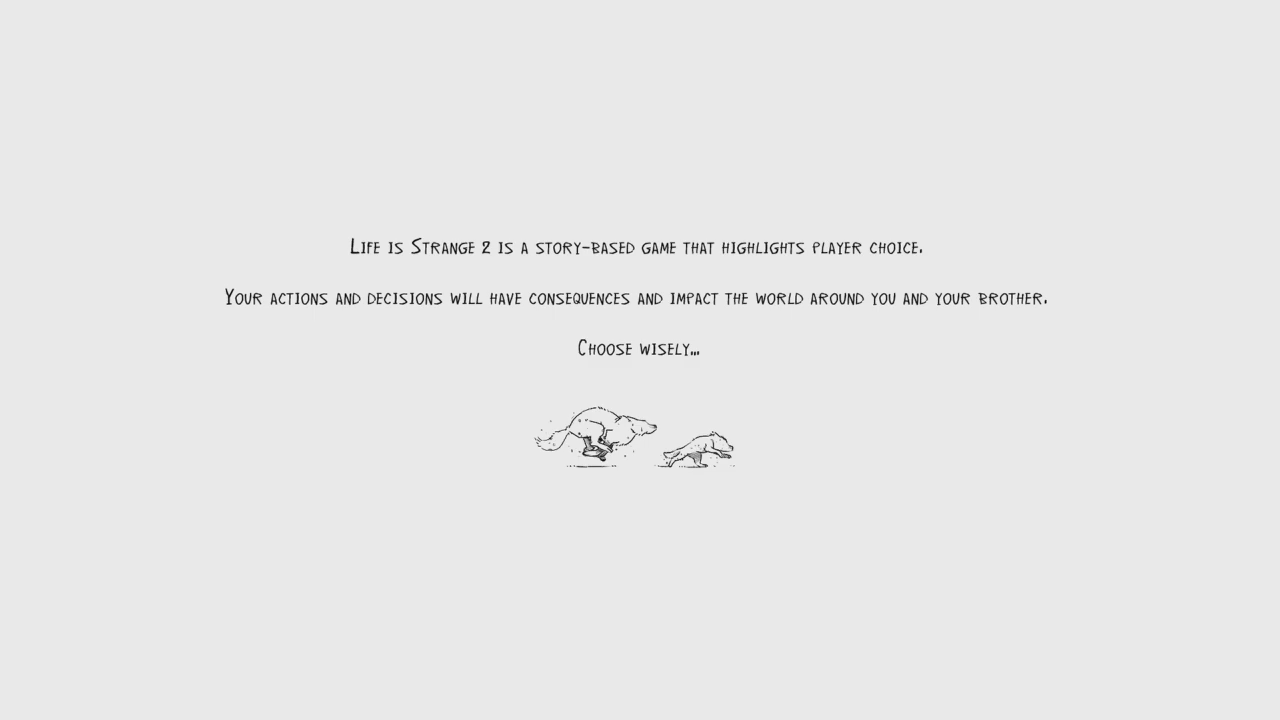 Life is Strange 2 is a story-based game that highlights player choice.
Your actions and decisions will have consequences and impact the world around you and your brother.
Choose wisely...